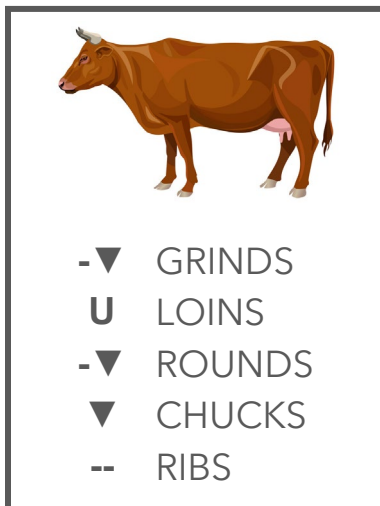 -▼ GRINDS
U LOINS
-▼ ROUNDS
▼ CHUCKS
-- RIBS